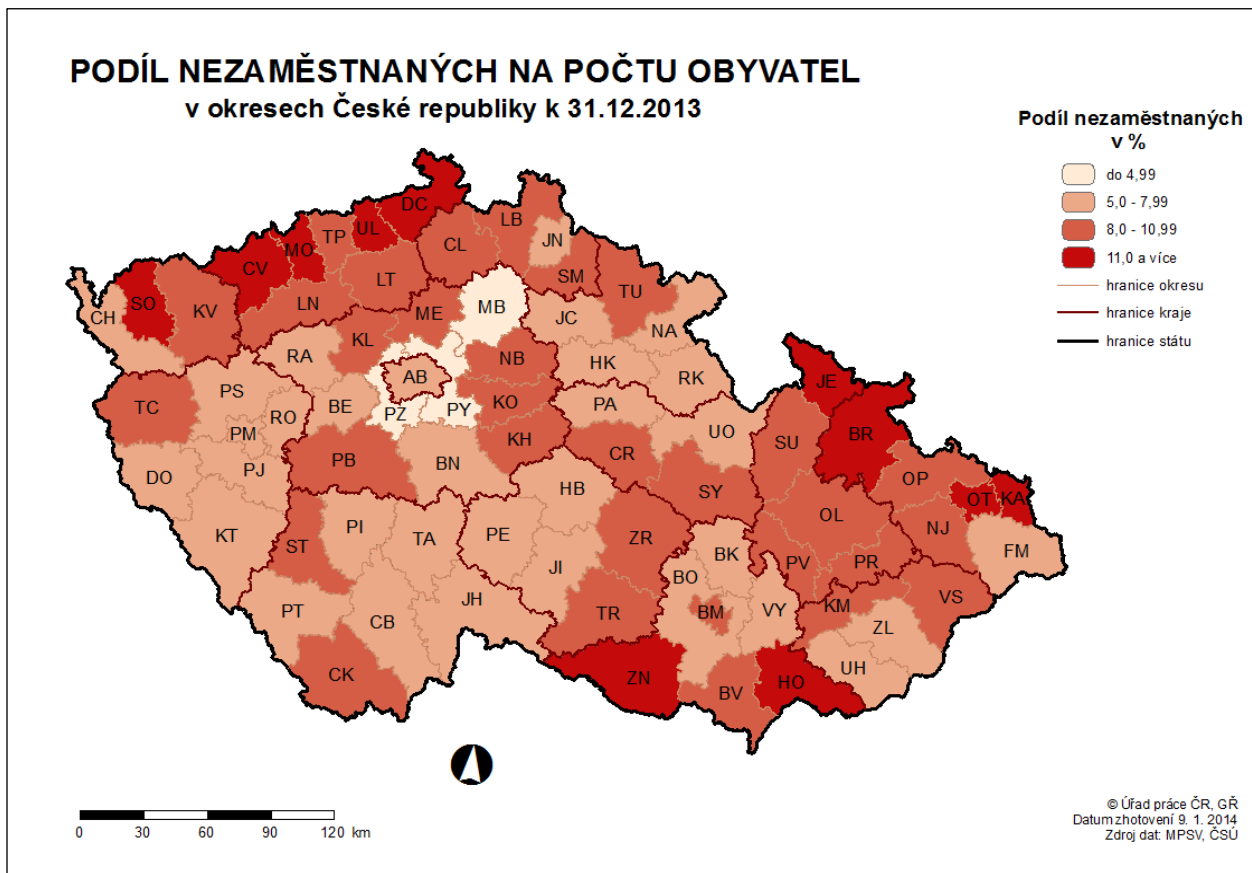 PODÍL NEZAMĚSTNANÝCH NA POČTU OBYVATEL
v okresech České republiky k 31.12.2013
Podíl nezaměstnaných
v %
do 4,99
5,0 - 7,99
8,0 - 10,99
11,0 a více
hranice okresu
hranice kraje
hranice státu
DC
UL
LB
MO
TP
JN
CL
CV
LT
SM
SO
TU
KV
LN
ME
MB
CH
JC
NA
KL
RA
NB
HK
JE
AB
RK
PS
KO
PA
TC
RO
BE
PZ
PY
UO
BR
PM
KH
SU
CR
PB
BN
PJ
DO
OP
HB
SY
OT
KA
OL
PI
KT
NJ
ST
TA
PE
ZR
FM
BK
PV
PR
JI
BO
VS
JH
KM
PT
TR
BM
VY
CB
ZL
UH
CK
ZN
HO
BV
0 30 60 90 120 km
© Úřad práce ČR, GŘ
Datum zhotovení 9. 1. 2014
Zdroj dat: MPSV, ČSÚ